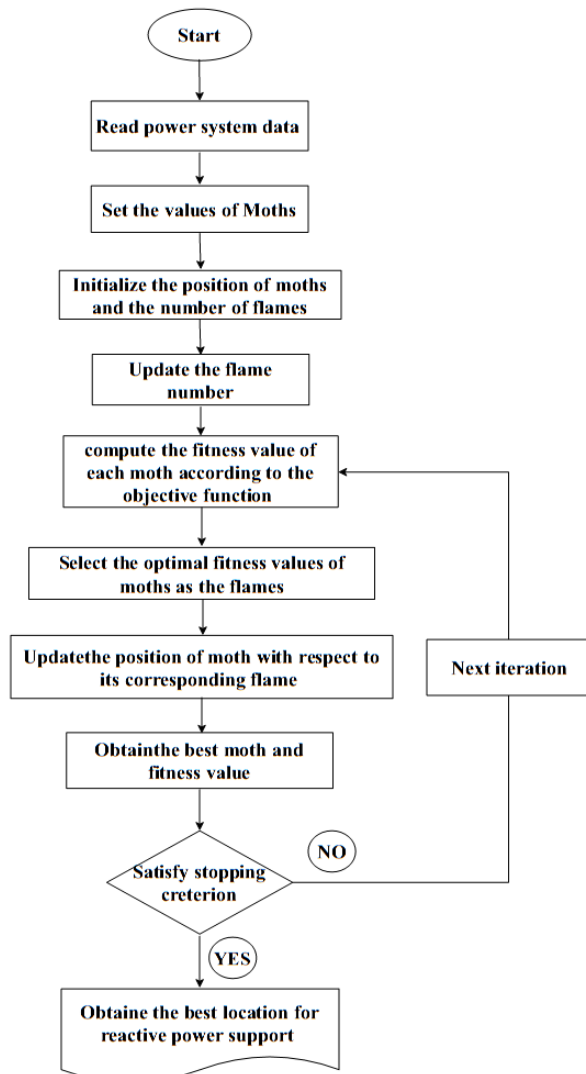 Start
Read power system data
Set the values of Moths
Initialize the position of moths
and the number of flames
Update the flame
number
compute the fitness value of
each moth according to the
objective function
Select the optimal fitness values of
moths as the flames
Updatethe position of moth with respect to
its corresponding flame
Next iteration
Obtainthe best moth and
fitness value
NO
Satisfy stopping
creterion
YES
Obtaine the best location for
reactive power support